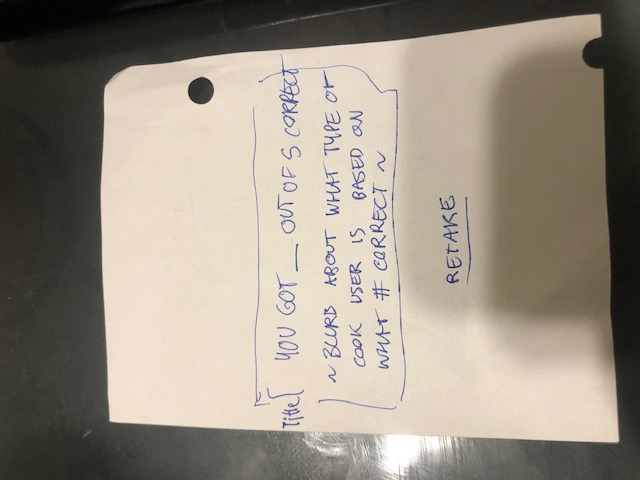 Title
YOU GOT __ OUT OF 5 CORRECT
~ BLURB ABOUT WHAT TYPE OF
COOK USER IS BASED ON
WHAT # CORRECT ~
RETAKE